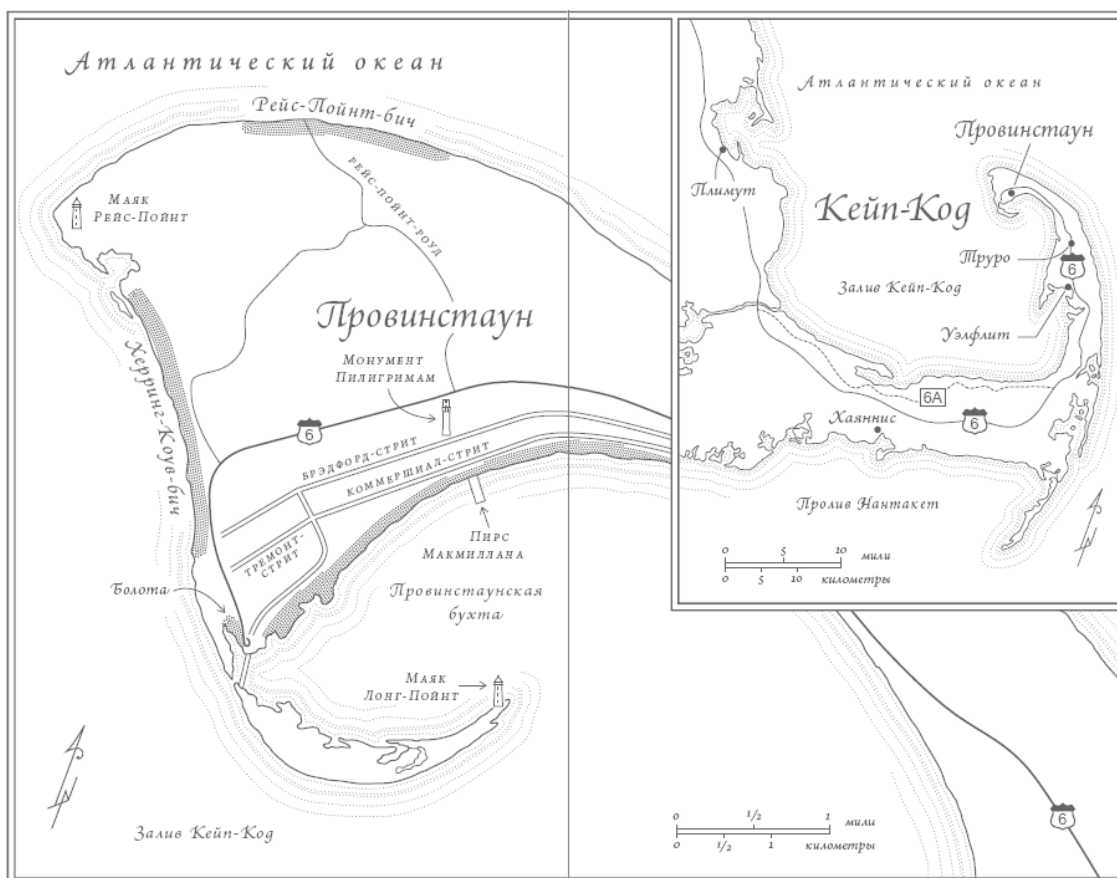 Атлантический океан
Рейс-Пойнт-бич
Рейс-Пойнт-роуд
Маяк
Рейс-Пойнт
Провинстаун
Херринг-Коув-бич
Монумент
Пилигримам
6
Брэдфорд-стрит
Коммершиал-стрит
Тремонт-
стрит
Пирс
Макмиллана
Болота
Провинстаунская
бухта
Маяк
Лонг-Пойнт
N
Залив Кейп-Код
0 1/2 1 мили
0 1/2 1 километры
6
Атлантический океан
Провинстаун
Плимут
Кейп-Код
Труро
6
Залив Кейп-Код
Уэлфлит
6A
Хаяннис
6
Пролив Нантакет
N
0 5 10 мили
0 5 10 километры